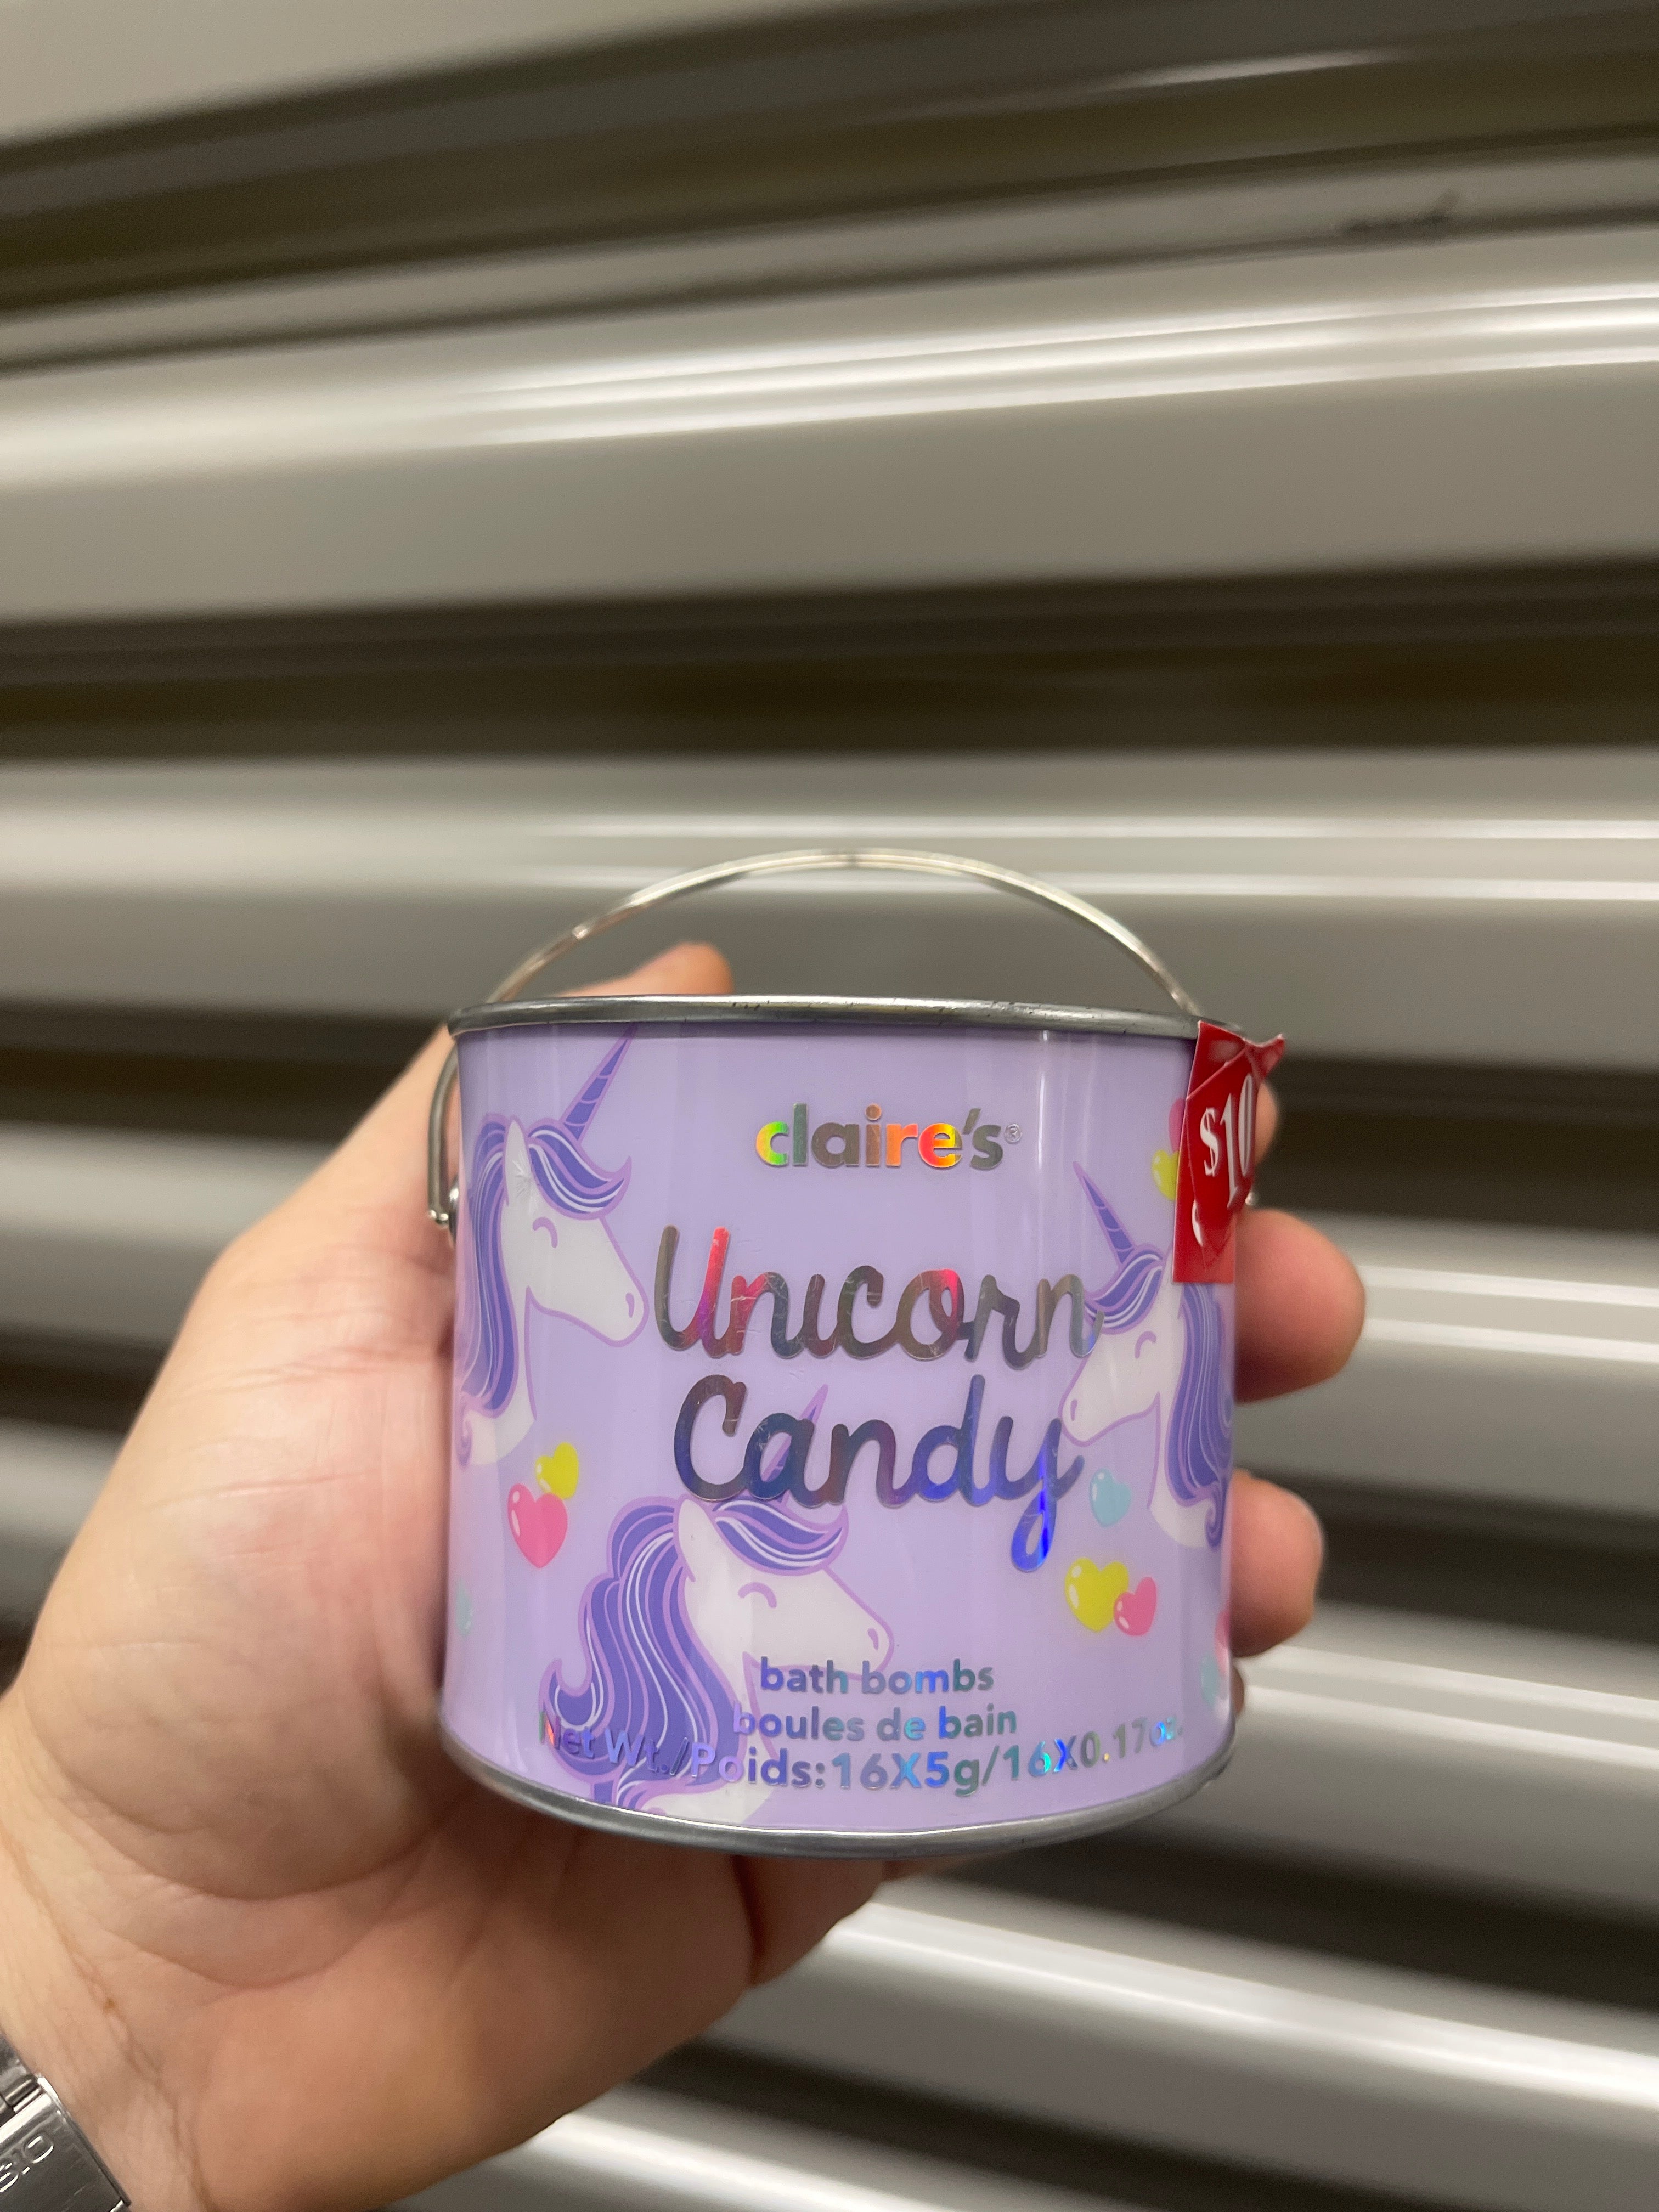 claire's®
$10
Unicorn
Candy
bath bombs
boules de bain
Net Wt./Poids:16X5g/16X0.17oz.